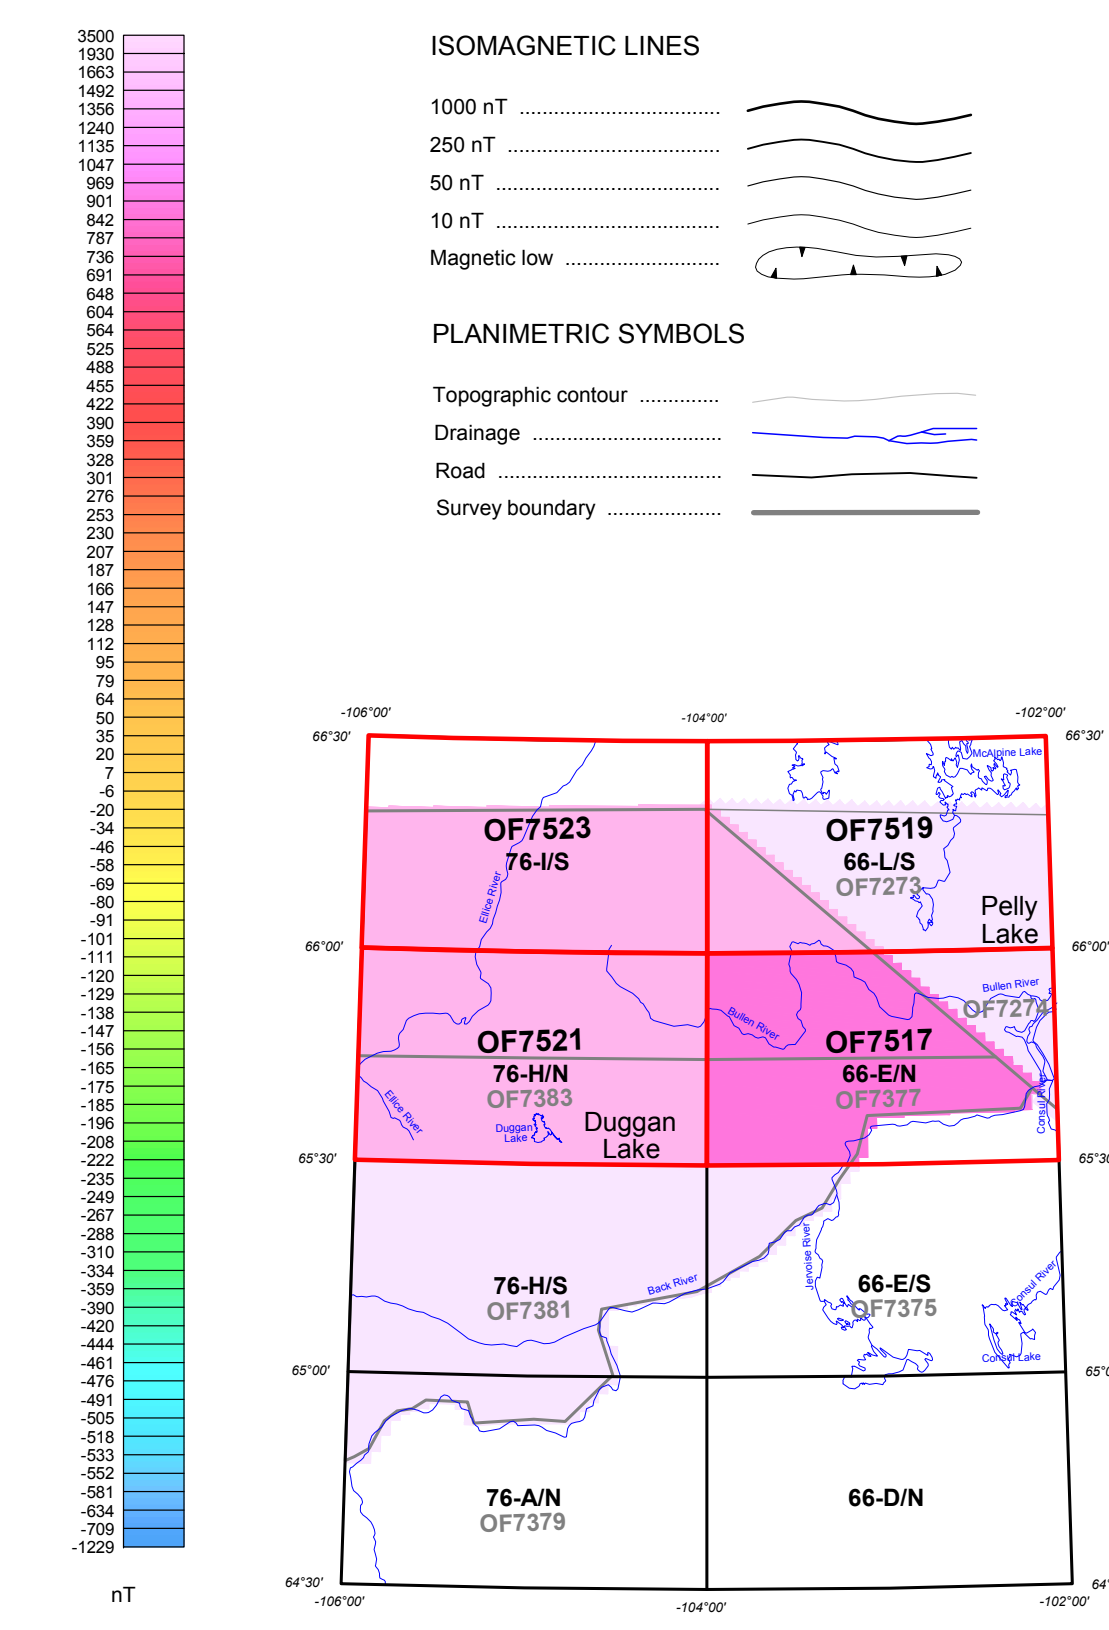 3500
1930
1663
1492
1356
1240
1135
1047
969
901
842
787
736
691
648
604
564
525
488
455
422
390
359
328
301
276
253
230
207
187
166
147
128
112
95
79
64
50
35
20
7
-6
-20
-34
-46
-58
-69
-80
-91
-101
-111
-120
-129
-138
-147
-156
-165
-175
-185
-196
-208
-222
-235
-249
-267
-288
-310
-334
-359
-390
-420
-444
-461
-476
-491
-505
-518
-533
-552
-581
-634
-709
-1229
nT
ISOMAGNETIC LINES
1000 nT ..................................
250 nT ....................................
50 nT ......................................
10 nT ......................................
Magnetic low ..........................
PLANIMETRIC SYMBOLS
Topographic contour .............
Drainage ................................
Road ......................................
Survey boundary ...................
-106°00' -104°00' -102°00'
66°30' 66°30'
McAlpine Lake
OF7523 OF7519
76-I/S 66-L/S
OF7273
Ellice River
Pelly
Lake
66°00' 66°00'
Bullen River
OF7274
Bullen River
OF7521 OF7517
76-H/N 66-E/N
OF7383 OF7377
Ellice River
Consul River
Duggan
Lake
Duggan
Lake
65°30' 65°30
Jervoise River
Back River
Consul River
76-H/S 66-E/S
OF7381 OF7375
Consul Lake
65°00' 65°0
76-A/N 66-D/N
OF7379
64°30' 64°
-106°00' -104°00' -102°00'